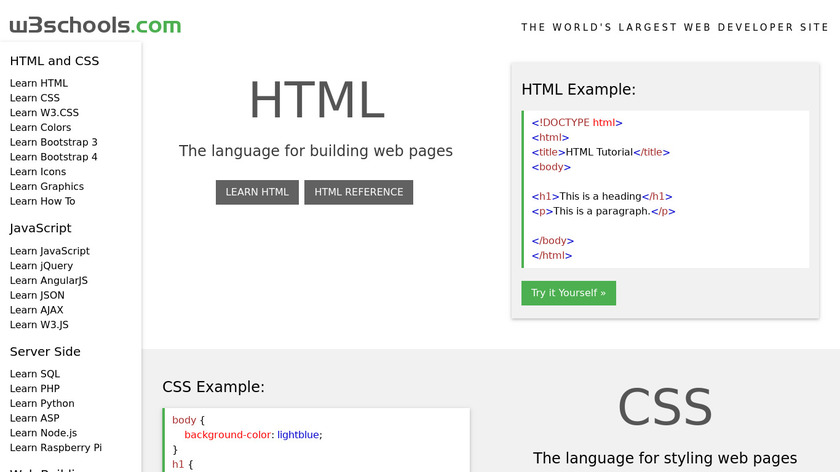 w3schools.com
THE WORLD'S LARGEST WEB DEVELOPER SITE
HTML and CSS
Learn HTML
Learn CSS
Learn W3.CSS
Learn Colors
Learn Bootstrap 3
Learn Bootstrap 4
Learn Icons
Learn Graphics
Learn How To
JavaScript
Learn JavaScript
Learn jQuery
Learn AngularJS
Learn JSON
Learn AJAX
Learn W3.JS
Server Side
Learn SQL
Learn PHP
Learn Python
Learn ASP
Learn Node.js
Learn Raspberry Pi
HTML
The language for building web pages
LEARN HTML
HTML REFERENCE
HTML Example:
<!DOCTYPE html>
<html>
<title>HTML Tutorial</title>
<body>
<h1>This is a heading</h1>
<p>This is a paragraph.</p>
</body>
</html>
Try it Yourself »
CSS Example:
body {
background-color: lightblue;
}
h1 {
CSS
The language for styling web pages